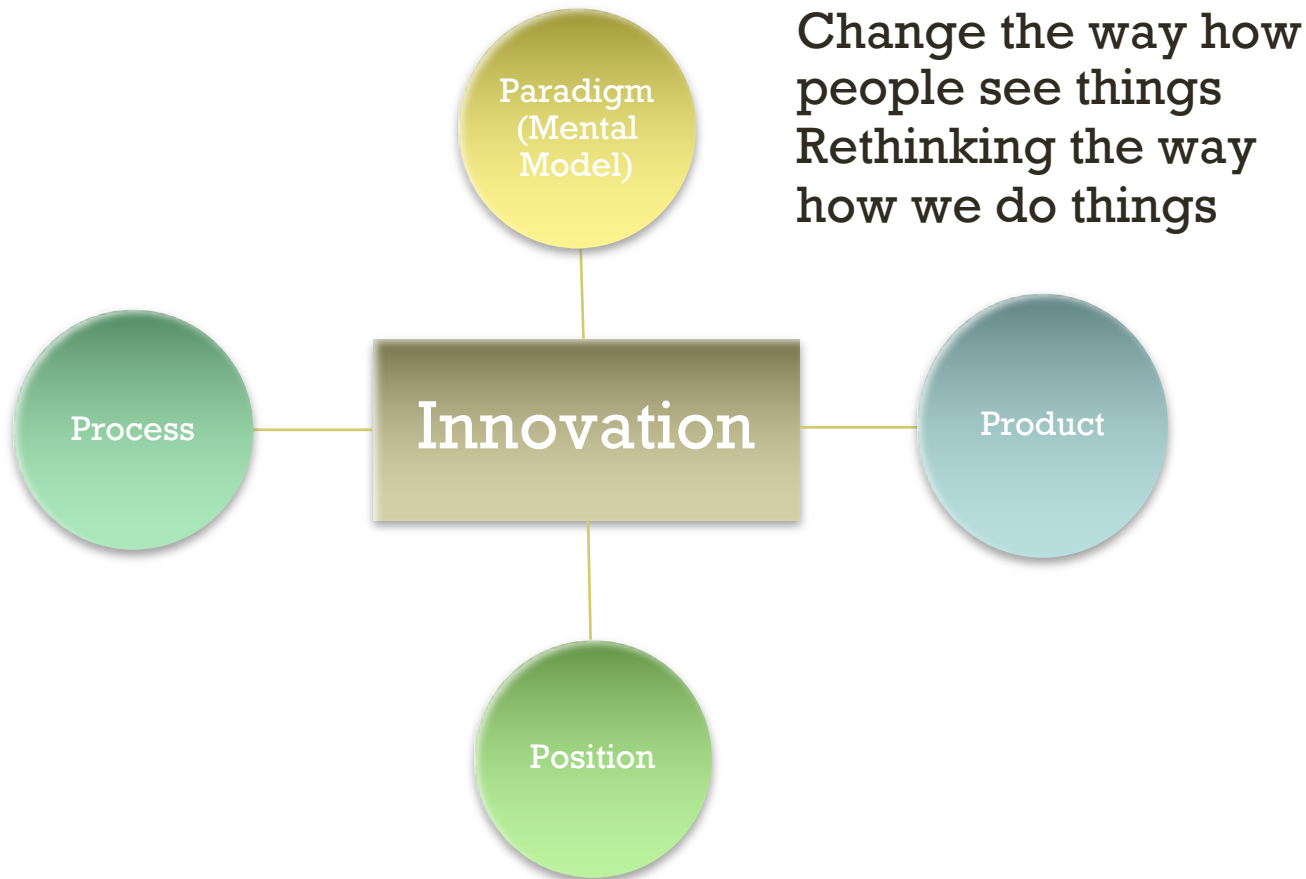 Change the way how
people see things
Rethinking the way
how we do things
Paradigm
(Mental
Model)
Process
Innovation
Product
Position